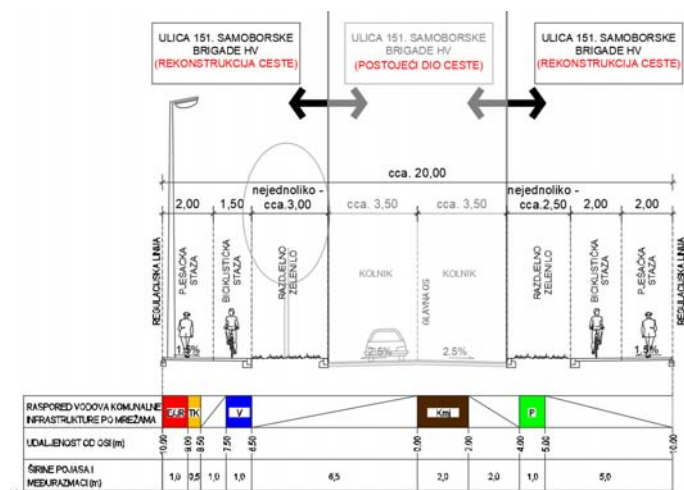 ULICA 151. SAMOBORSKE
BRIGADE HV
(REKONSTRUKCIJA CESTE)
ULICA 151. SAMOBORSKE
BRIGADE HV
(POSTOJEĆI DIO CESTE)
ULICA 151. SAMOBORSKE
BRIGADE HV
(REKONSTRUKCIJA CESTE)
cca. 20,00
nejednoliko -
nejednoliko -
2,00
1,50
cca.3,00
cca. 3,50
cca. 3,50
cca.2,50
2,00
2,00
REGULACIJSKA LINIJA
PJEŠAČKA
STAZA
BICIKLISTIČKA
STAZA
RAZDJELNO
ZELENILO
KOLNIK
GLAVNA OS
KOLNIK
RAZDJELNO
ZELENILO
BICIKLISTIČKA
STAZA
PJEŠAČKA
STAZA
REGULACIJSKA LINIJA
1,5%
2,5%
2,5%
1,5%
RASPORED VODOVA KOMUNALNE
INFRASTRUKTURE PO MREŽAMA
TK
V
Kmj
P
UDALJENOST OD OSI (m)
10.00
9.00
8.50
7.50
6.50
0.00
2.00
4.00
5.00
10.00
ŠIRINE POJASA I
MEĐURAZMACI (m)
1,0
0,5
1,0
1,0
6,5
2,0
2,0
1,0
5,0